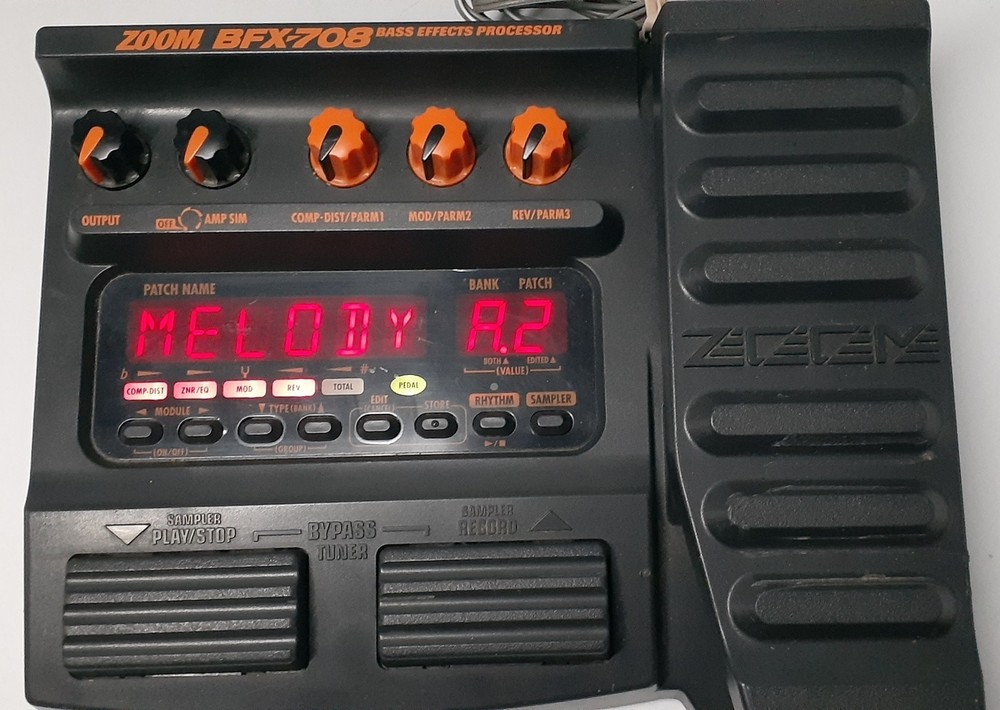 ZOOM BFX-708 BASS EFFECTS PROCESSOR
OUTPUT OFF AMP SIM COMP-DIST/PARM1 MOD/PARM2 REV/PARM3
PATCH NAME BANK PATCH
MELODY A.2
BOTH▲ EDITED▲
(VALUE)
♭ #
COMP-DIST ZNR/EQ MOD REV TOTAL PEDAL
◄ MODULE ► ▼ TYPE(BANK) ▲ EDIT STORE RHYTHM SAMPLER
(CANCEL)
(ON/OFF) (GROUP) ►/■
SAMPLER PLAY/STOP
BYPASS
TUNER
SAMPLER RECORD
ZOOM